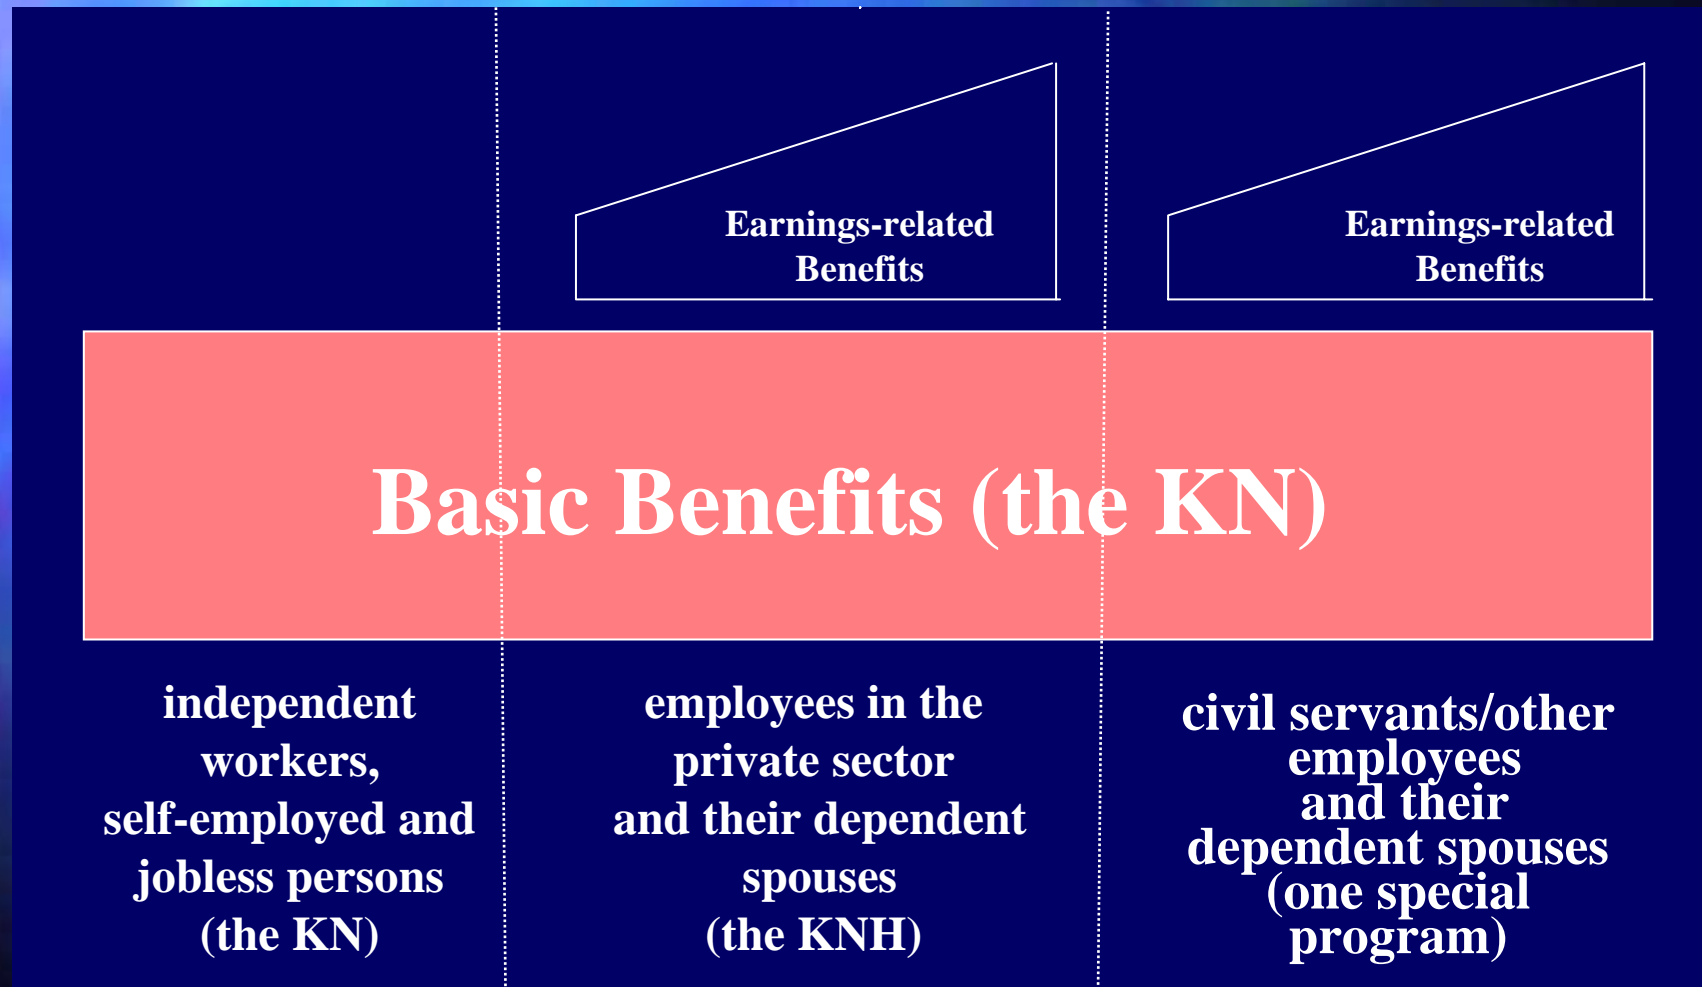 Earnings-related
Benefits
Earnings-related
Benefits
Basic Benefits (the KN)
independent
workers,
self-employed and
jobless persons
(the KN)
employees in the
private sector
and their dependent
spouses
(the KNH)
civil servants/other
employees
and their
dependent spouses
(one special
program)